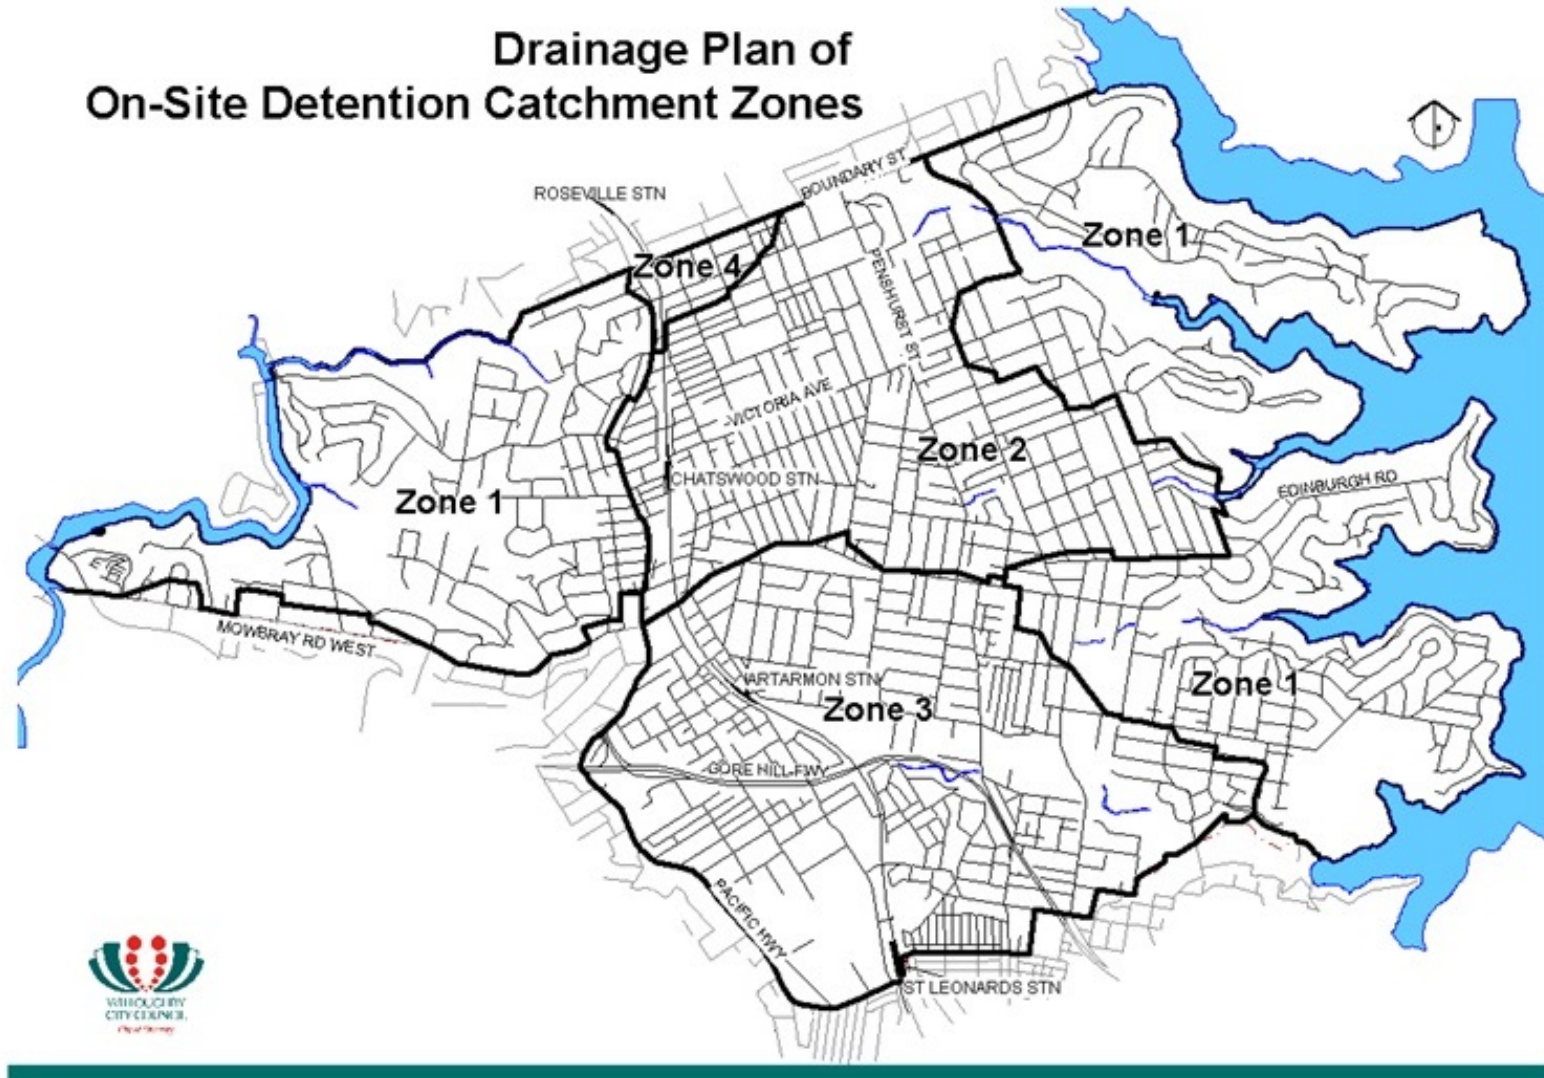 Drainage Plan of
On-Site Detention Catchment Zones
BOUNDARY ST
ROSEVILLE STN
Zone 1
Zone 4
PENSHURST ST
VICTORIA AVE
Zone 2
CHATSWOOD STN
EDINBURGH RD
Zone 1
MOWBRAY RD WEST
ARTARMON STN
Zone 1
Zone 3
GORE HILL FWY
PACIFIC HWY
ST LEONARDS STN
WILLOUGHBY
CITY COUNCIL